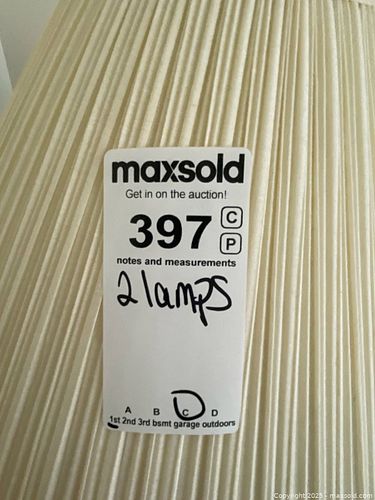 maxsold
Get in on the auction!
397 C
P
notes and measurements
2 lamps
A B C D
1st 2nd 3rd bsmt garage outdoors
Copyright 2025 - maxsold.com